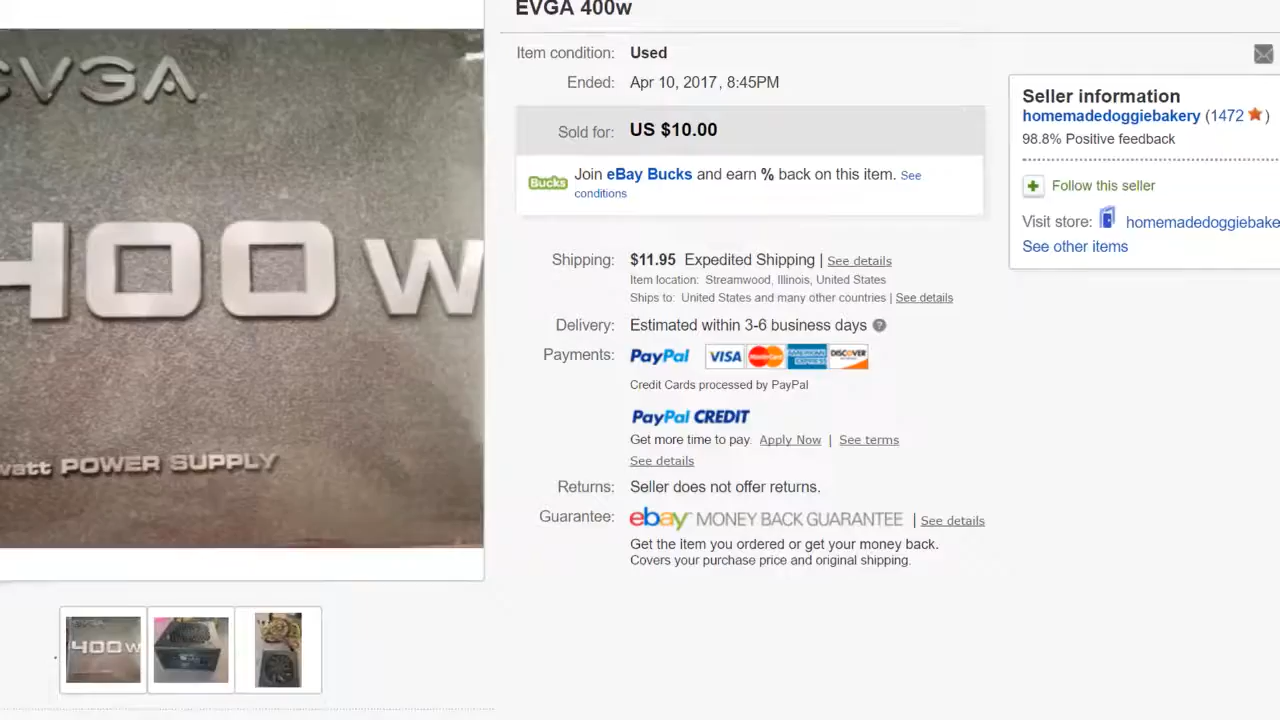 EVGA 400w
EVGA
400 W
watt POWER SUPPLY
400w
Item condition: Used
Ended: Apr 10, 2017 , 8:45PM
Sold for: US $10.00
Bucks Join eBay Bucks and earn % back on this item. See
conditions
Shipping: $11.95 Expedited Shipping | See details
Item location: Streamwood, Illinois, United States
Ships to: United States and many other countries | See details
Delivery: Estimated within 3-6 business days ?
Payments: PayPal VISA MasterCard AMERICAN EXPRESS DISCOVER
Credit Cards processed by PayPal
PayPal CREDIT
Get more time to pay. Apply Now | See terms
See details
Returns: Seller does not offer returns.
Guarantee: ebay MONEY BACK GUARANTEE | See details
Get the item you ordered or get your money back.
Covers your purchase price and original shipping.
Seller information
homemadedoggiebakery (1472 )
98.8% Positive feedback
Follow this seller
Visit store: homemadedoggiebake
See other items